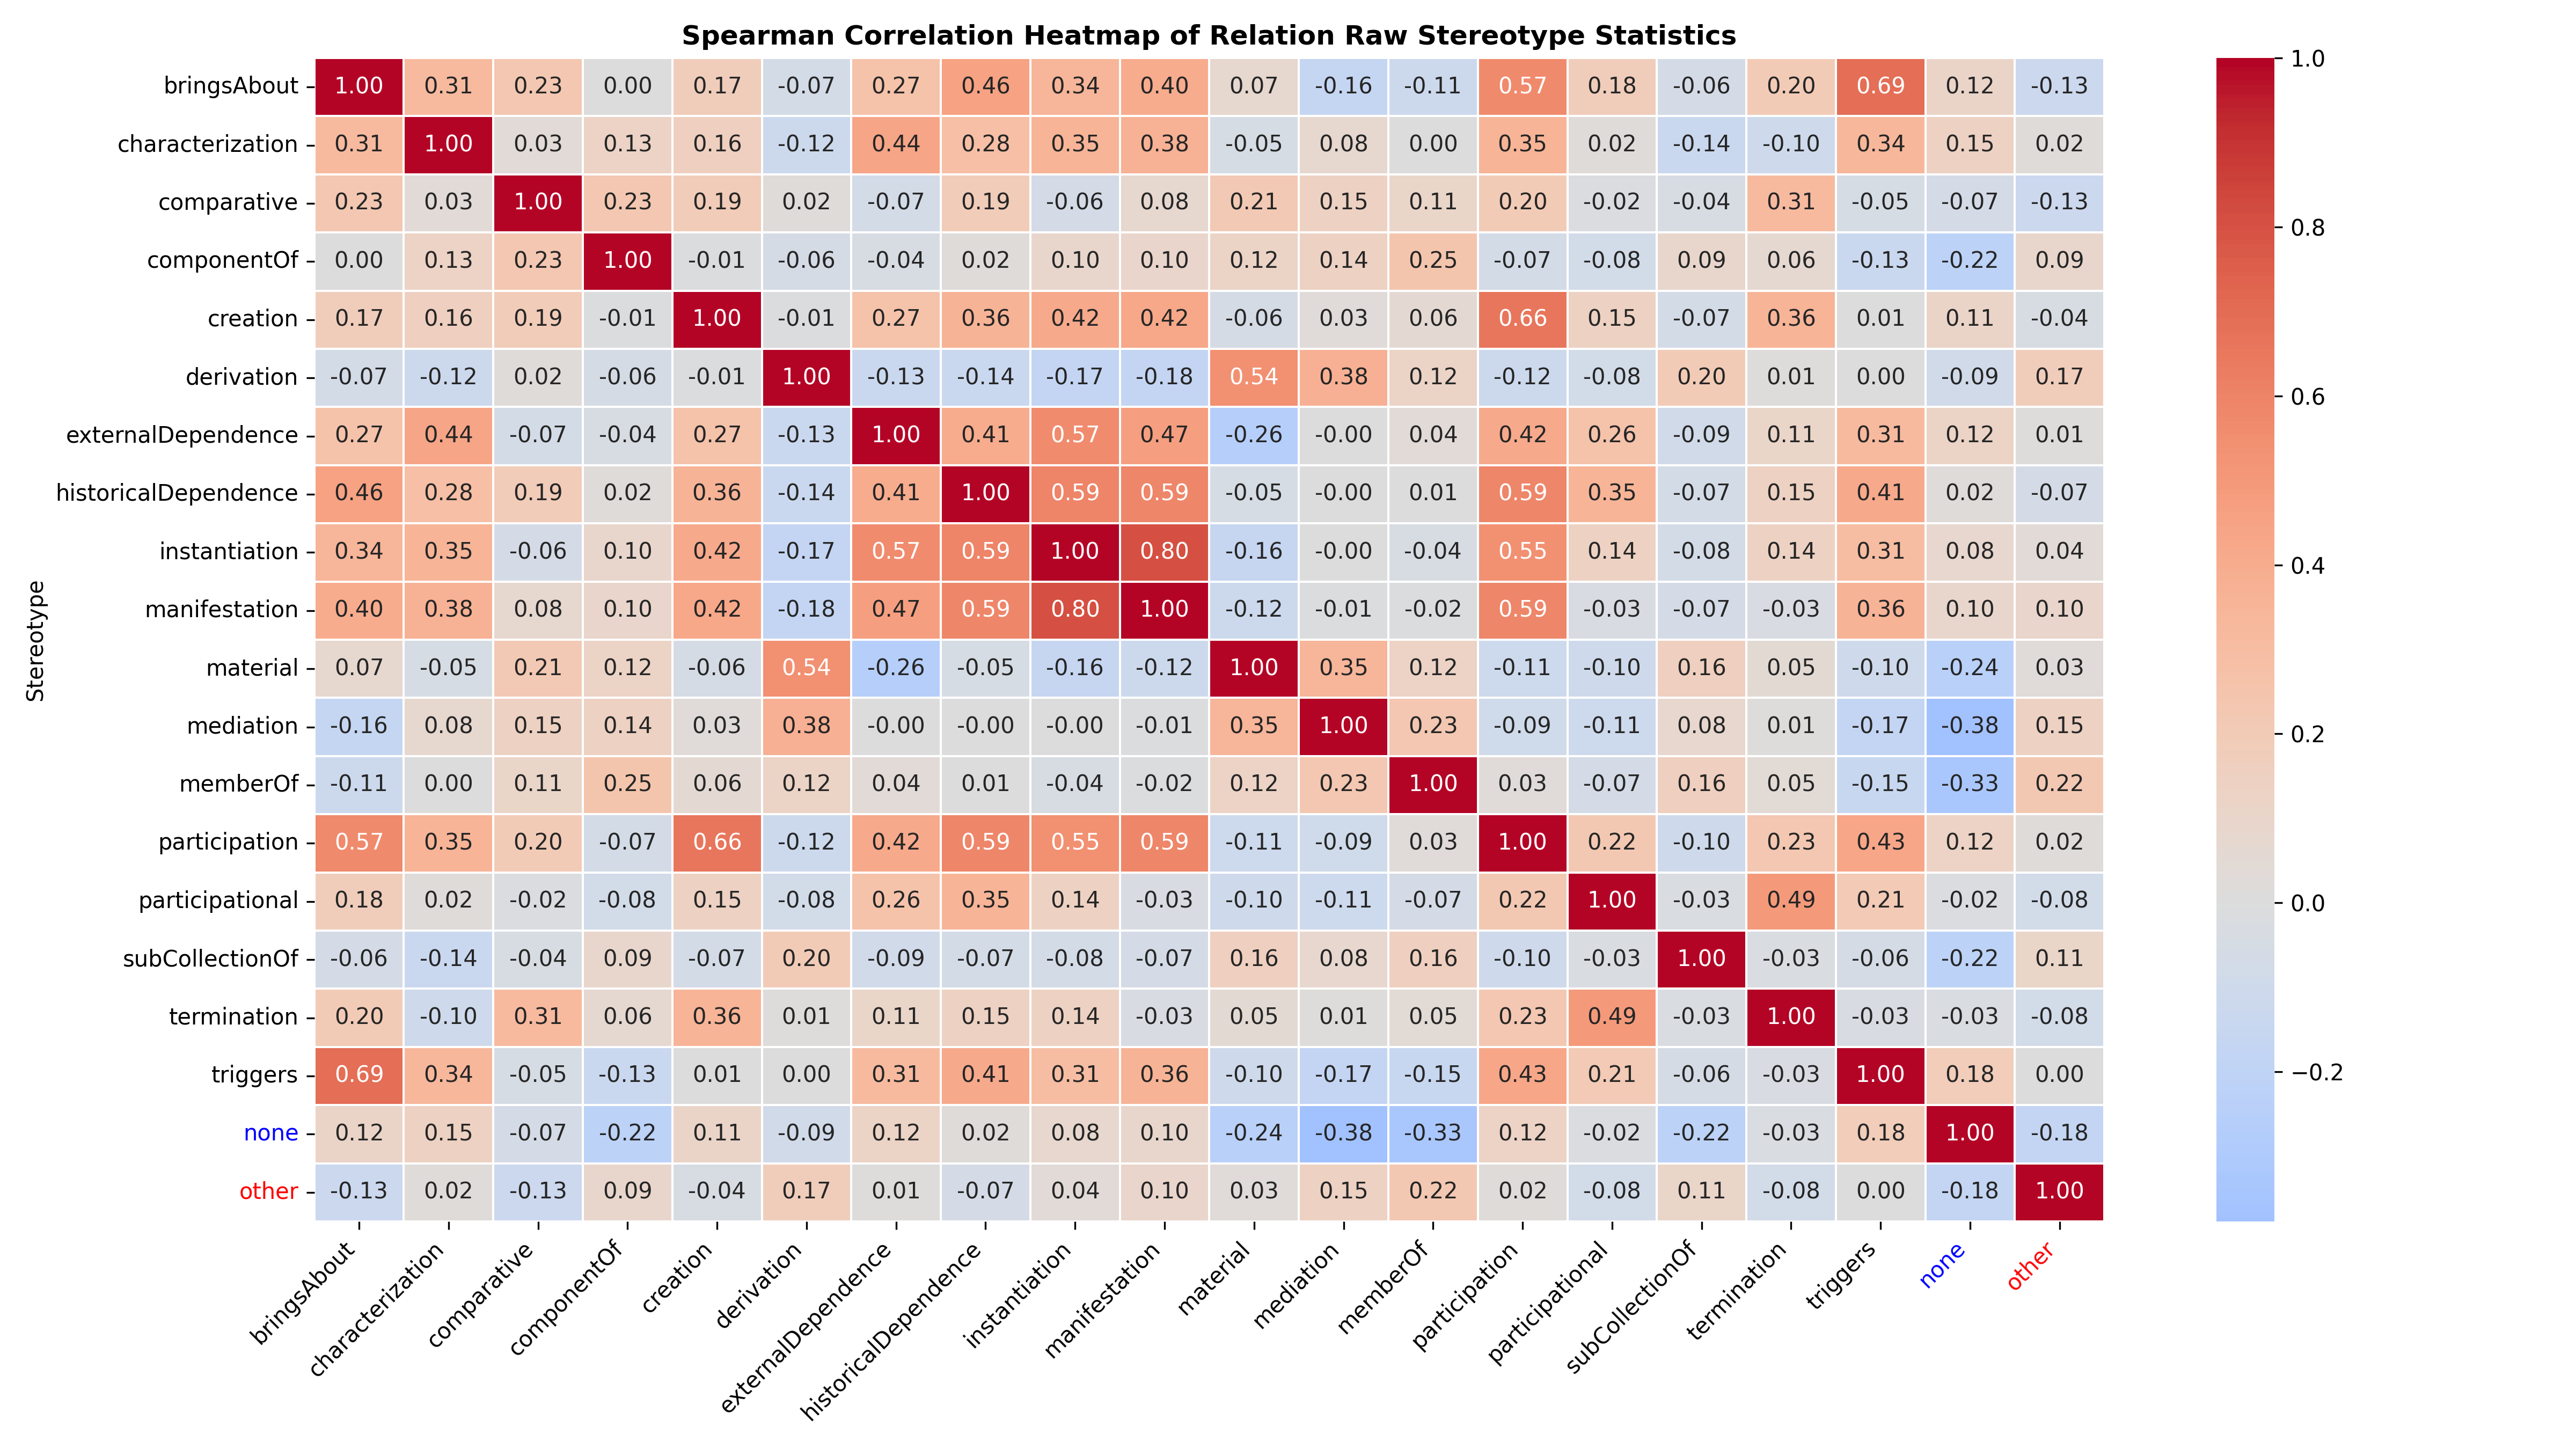 Spearman Correlation Heatmap of Relation Raw Stereotype Statistics
Stereotype
bringsAbout 1.00 0.31 0.23 0.00 0.17 -0.07 0.27 0.46 0.34 0.40 0.07 -0.16 -0.11 0.57 0.18 -0.06 0.20 0.69 0.12 -0.13
characterization 0.31 1.00 0.03 0.13 0.16 -0.12 0.44 0.28 0.35 0.38 -0.05 0.08 0.00 0.35 0.02 -0.14 -0.10 0.34 0.15 0.02
comparative 0.23 0.03 1.00 0.23 0.19 0.02 -0.07 0.19 -0.06 0.08 0.21 0.15 0.11 0.20 -0.02 -0.04 0.31 -0.05 -0.07 -0.13
componentOf 0.00 0.13 0.23 1.00 -0.01 -0.06 -0.04 0.02 0.10 0.10 0.12 0.14 0.25 -0.07 -0.08 0.09 0.06 -0.13 -0.22 0.09
creation 0.17 0.16 0.19 -0.01 1.00 -0.01 0.27 0.36 0.42 0.42 -0.06 0.03 0.06 0.66 0.15 -0.07 0.36 0.01 0.11 -0.04
derivation -0.07 -0.12 0.02 -0.06 -0.01 1.00 -0.13 -0.14 -0.17 -0.18 0.54 0.38 0.12 -0.12 -0.08 0.20 0.01 0.00 -0.09 0.17
externalDependence 0.27 0.44 -0.07 -0.04 0.27 -0.13 1.00 0.41 0.57 0.47 -0.26 -0.00 0.04 0.42 0.26 -0.09 0.11 0.31 0.12 0.01
historicalDependence 0.46 0.28 0.19 0.02 0.36 -0.14 0.41 1.00 0.59 0.59 -0.05 -0.00 0.01 0.59 0.35 -0.07 0.15 0.41 0.02 -0.07
instantiation 0.34 0.35 -0.06 0.10 0.42 -0.17 0.57 0.59 1.00 0.80 -0.16 -0.00 -0.04 0.55 0.14 -0.08 0.14 0.31 0.08 0.04
manifestation 0.40 0.38 0.08 0.10 0.42 -0.18 0.47 0.59 0.80 1.00 -0.12 -0.01 -0.02 0.59 -0.03 -0.07 -0.03 0.36 0.10 0.10
material 0.07 -0.05 0.21 0.12 -0.06 0.54 -0.26 -0.05 -0.16 -0.12 1.00 0.35 0.12 -0.11 -0.10 0.16 0.05 -0.10 -0.24 0.03
mediation -0.16 0.08 0.15 0.14 0.03 0.38 -0.00 -0.00 -0.00 -0.01 0.35 1.00 0.23 -0.09 -0.11 0.08 0.01 -0.17 -0.38 0.15
memberOf -0.11 0.00 0.11 0.25 0.06 0.12 0.04 0.01 -0.04 -0.02 0.12 0.23 1.00 0.03 -0.07 0.16 0.05 -0.15 -0.33 0.22
participation 0.57 0.35 0.20 -0.07 0.66 -0.12 0.42 0.59 0.55 0.59 -0.11 -0.09 0.03 1.00 0.22 -0.10 0.23 0.43 0.12 0.02
participational 0.18 0.02 -0.02 -0.08 0.15 -0.08 0.26 0.35 0.14 -0.03 -0.10 -0.11 -0.07 0.22 1.00 -0.03 0.49 0.21 -0.02 -0.08
subCollectionOf -0.06 -0.14 -0.04 0.09 -0.07 0.20 -0.09 -0.07 -0.08 -0.07 0.16 0.08 0.16 -0.10 -0.03 1.00 -0.03 -0.06 -0.22 0.11
termination 0.20 -0.10 0.31 0.06 0.36 0.01 0.11 0.15 0.14 -0.03 0.05 0.01 0.05 0.23 0.49 -0.03 1.00 -0.03 -0.03 -0.08
triggers 0.69 0.34 -0.05 -0.13 0.01 0.00 0.31 0.41 0.31 0.36 -0.10 -0.17 -0.15 0.43 0.21 -0.06 -0.03 1.00 0.18 0.00
none 0.12 0.15 -0.07 -0.22 0.11 -0.09 0.12 0.02 0.08 0.10 -0.24 -0.38 -0.33 0.12 -0.02 -0.22 -0.03 0.18 1.00 -0.18
other -0.13 0.02 -0.13 0.09 -0.04 0.17 0.01 -0.07 0.04 0.10 0.03 0.15 0.22 0.02 -0.08 0.11 -0.08 0.00 -0.18 1.00
bringsAbout characterization comparative componentOf creation derivation externalDependence historicalDependence instantiation manifestation material mediation memberOf participation participational subCollectionOf termination triggers none other
1.0
0.8
0.6
0.4
0.2
0.0
−0.2